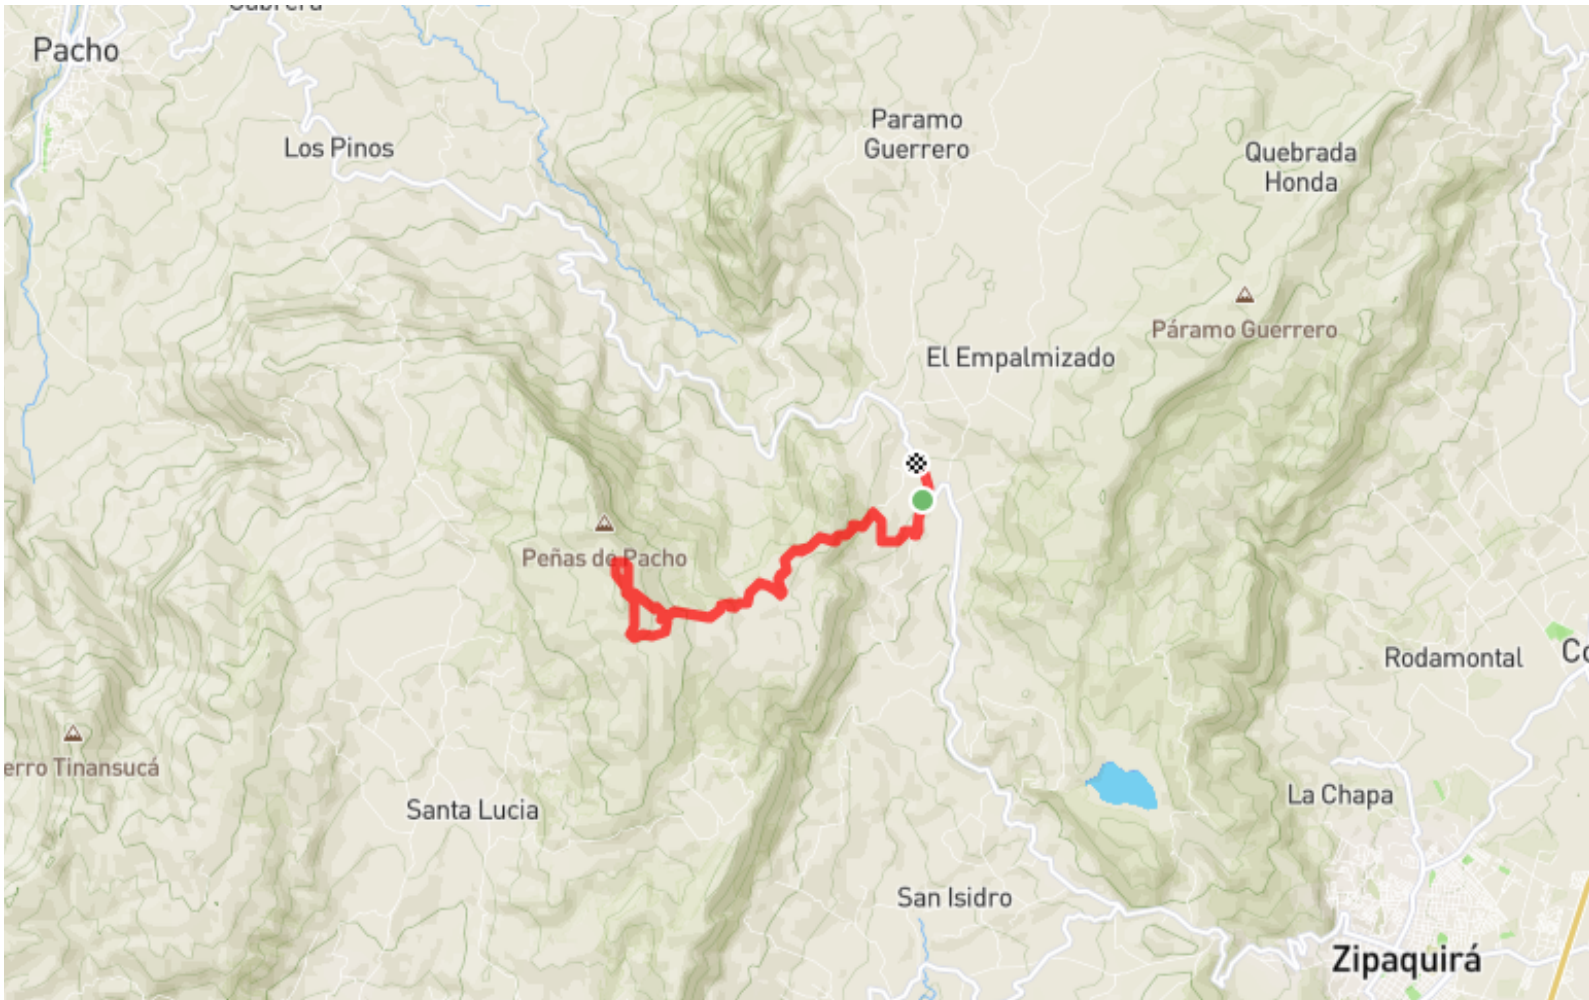 Pacho
Los Pinos
Paramo
Guerrero
Quebrada
Honda
Páramo Guerrero
El Empalmizado
Peñas de Pacho
Rodamontal
erro Tinansucá
La Chapa
Santa Lucia
San Isidro
Zipaquirá